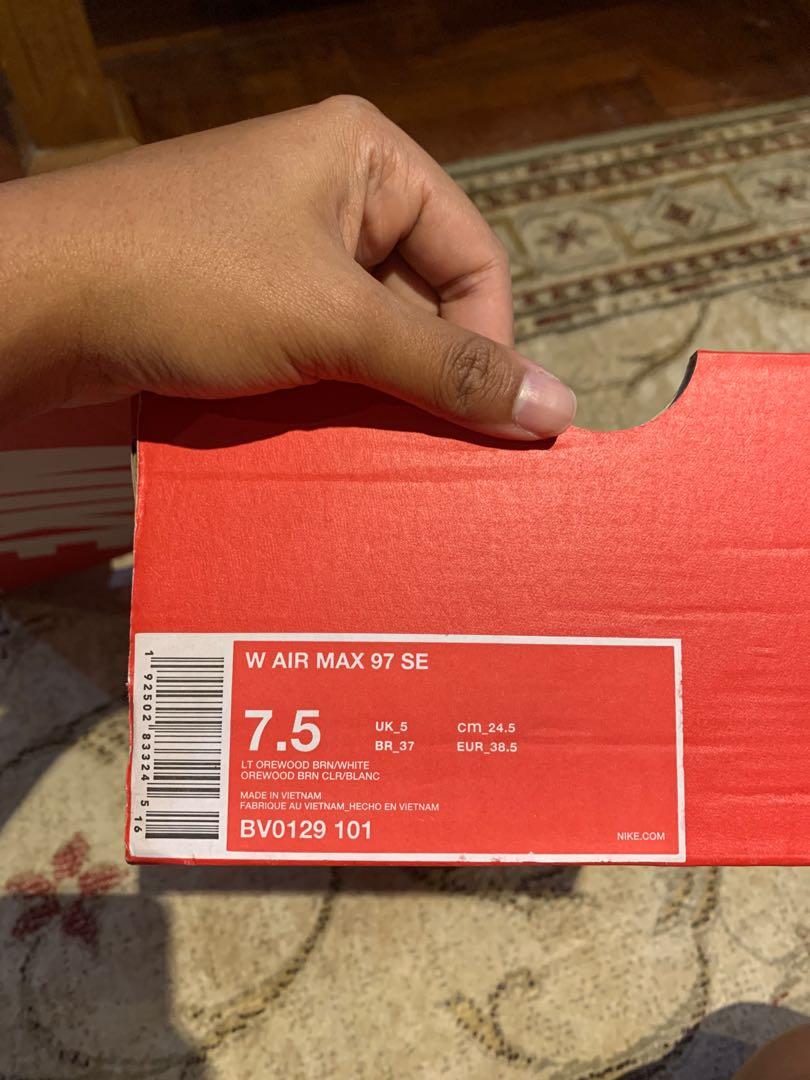 W AIR MAX 97 SE
7.5
UK_5 cm_24.5
BR_37 EUR_38.5
LT OREWOOD BRN/WHITE
OREWOOD BRN CLR/BLANC
MADE IN VIETNAM
FABRIQUE AU VIETNAM_HECHO EN VIETNAM
BV0129 101
NIKE.COM
1 92502 83324 5 16